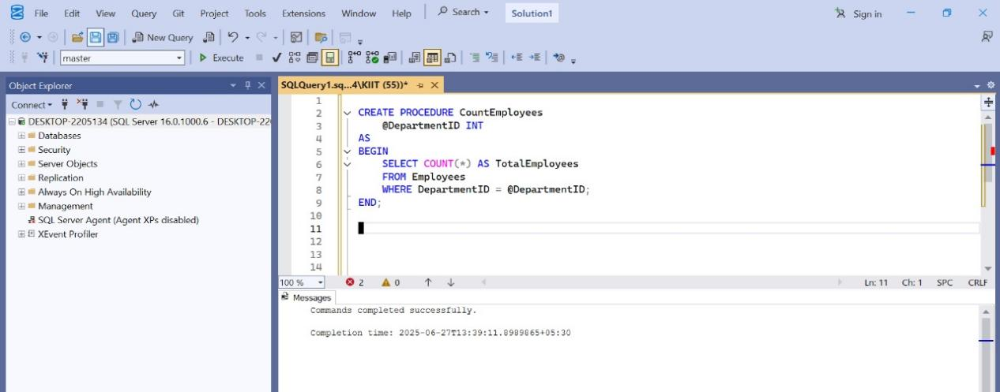 File Edit View Query Git Project Tools Extensions Window Help Search Solution1 Sign in
New Query
master Execute
Object Explorer
Connect
DESKTOP-2205134 (SQL Server 16.0.1000.6 - DESKTOP-22
Databases
Security
Server Objects
Replication
Always On High Availability
Management
SQL Server Agent (Agent XPs disabled)
XEvent Profiler
SQLQuery1.sq...4\KIIT (55))*
1
2 CREATE PROCEDURE CountEmployees
3 @DepartmentID INT
4 AS
5 BEGIN
6 SELECT COUNT(*) AS TotalEmployees
7 FROM Employees
8 WHERE DepartmentID = @DepartmentID;
9 END;
10
11
12
13
14
100 % 2 0 Ln: 11 Ch: 1 SPC CRLF
Messages
Commands completed successfully.
Completion time: 2025-06-27T13:39:11.8989865+05:30